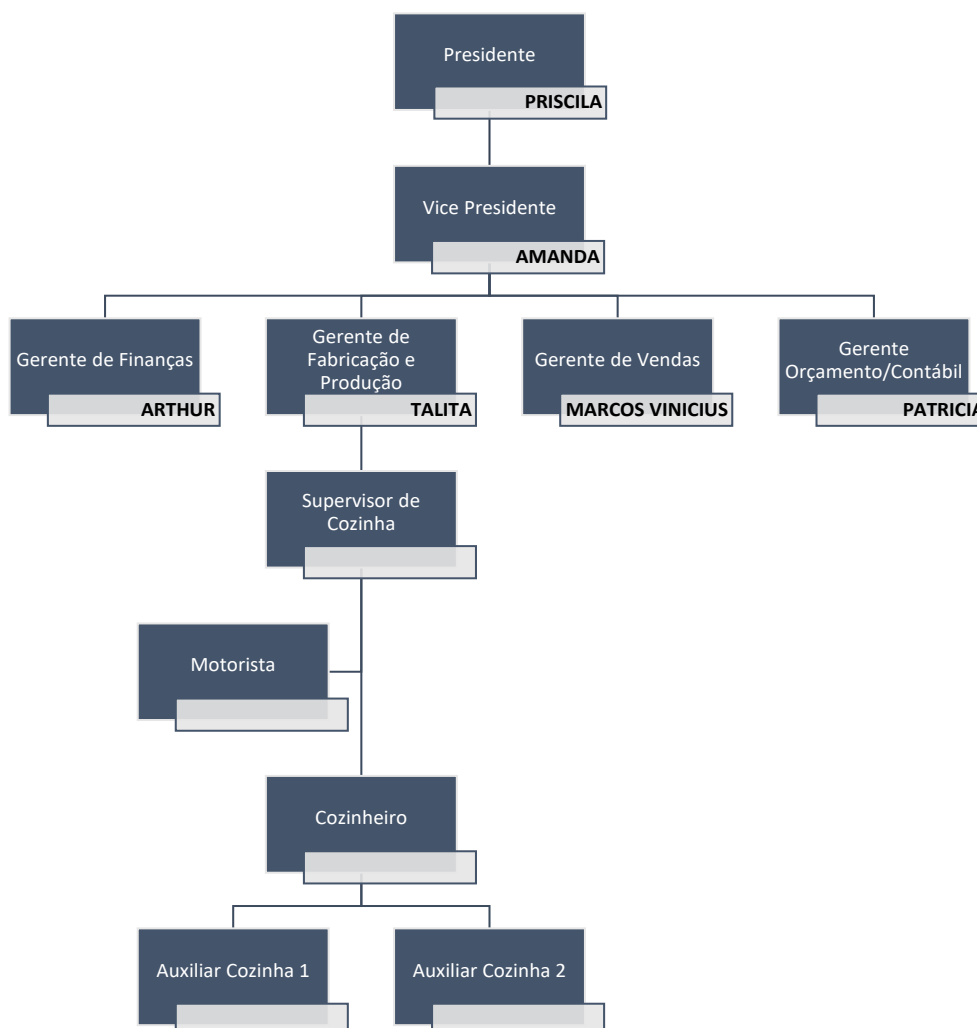 Presidente
PRISCILA
Vice Presidente
AMANDA
Gerente de Finanças
ARTHUR
Gerente de
Fabricação e
Produção
TALITA
Gerente de Vendas
MARCOS VINICIUS
Gerente
Orçamento/Contábil
PATRICIA
Supervisor de
Cozinha
Motorista
Cozinheiro
Auxiliar Cozinha 1
Auxiliar Cozinha 2